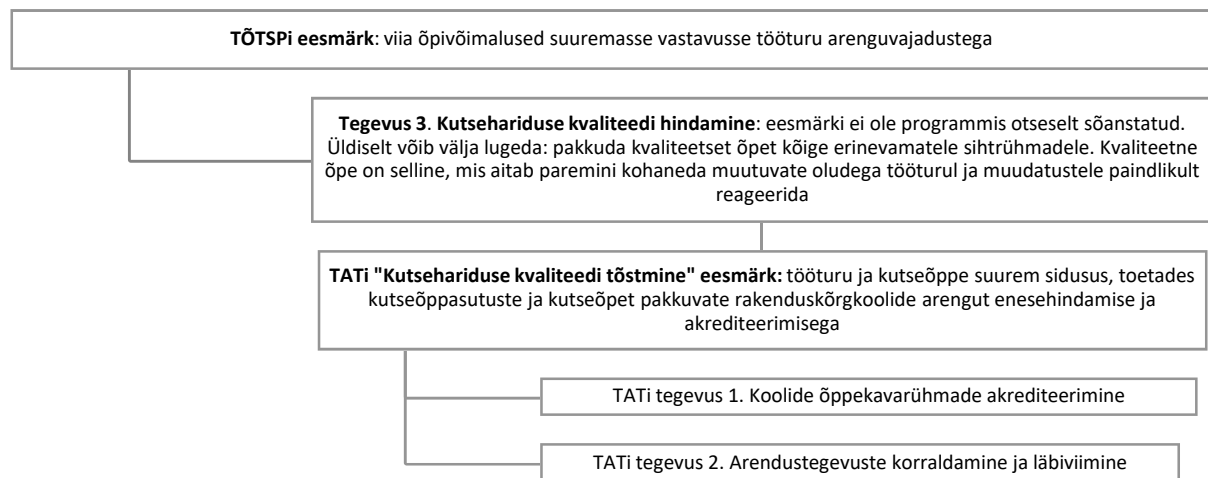 TÕTSPi eesmärk: viia õpivõimalused suuremasse vastavusse tööturu arenguvajadustega
Tegevus 3. Kutsehariduse kvaliteedi hindamine: eesmärki ei ole programmis otseselt sõanstatud.
Üldiselt võib välja lugeda: pakkuda kvaliteetset õpet kõige erinevamatele sihtrühmadele. Kvaliteetne
õpe on selline, mis aitab paremini kohaneda muutuvate oludega tööturul ja muudatustele paindlikult
reageerida
TATi "Kutsehariduse kvaliteedi tõstmine" eesmärk: tööturu ja kutseõppe suurem sidusus, toetades
kutseõppasutuste ja kutseõpet pakkuvate rakenduskõrgkoolide arengut enesehindamise ja
akrediteerimisega
TATi tegevus 1. Koolide õppekavarühmade akrediteerimine
TATi tegevus 2. Arendustegevuste korraldamine ja läbiviimine